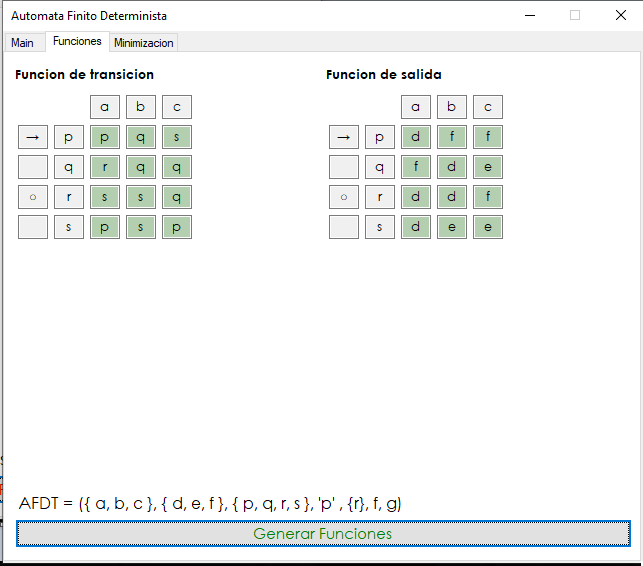 Automata Finito Determinista
Main Funciones Minimizacion
Funcion de transicion Funcion de salida
a b c a b c
→ p p q s → p d f f
q r q q q f d e
○ r s s q ○ r d d f
s p s p s d e e
AFDT = ({ a, b, c }, { d, e, f }, { p, q, r, s }, 'p' , {r}, f, g)
Generar Funciones